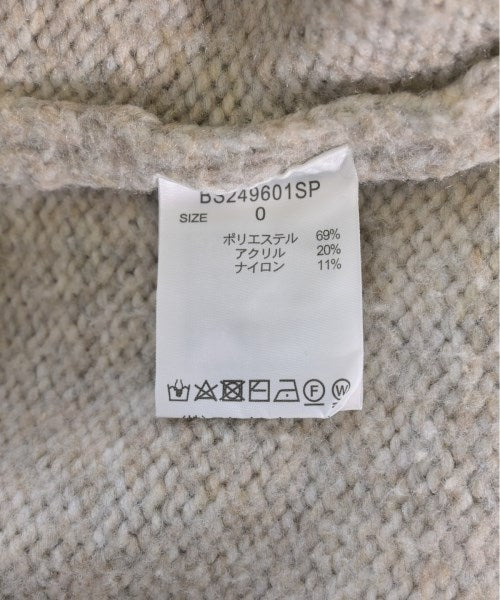 BS249601SP
SIZE 0
ポリエステル 69%
アクリル 20%
ナイロン 11%
F W